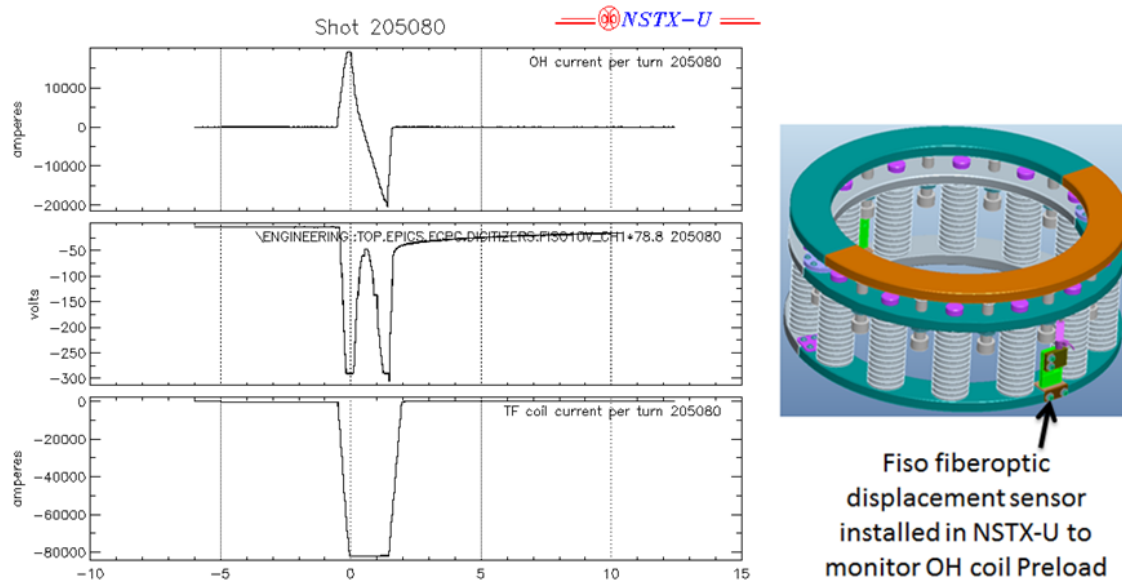 Shot 205080
NSTX-U
OH current per turn 205080
amperes
10000
0
-10000
-20000
\ENGINEERING::TOP.EPICS.FCPC.DIGITIZERS.FISO10V_CH1*78.8 205080
volts
-50
-100
-150
-200
-250
-300
TF coil current per turn 205080
amperes
0
-20000
-40000
-60000
-80000
-10
-5
0
5
10
15
Fiso fiberoptic
displacement sensor
installed in NSTX-U to
monitor OH coil Preload